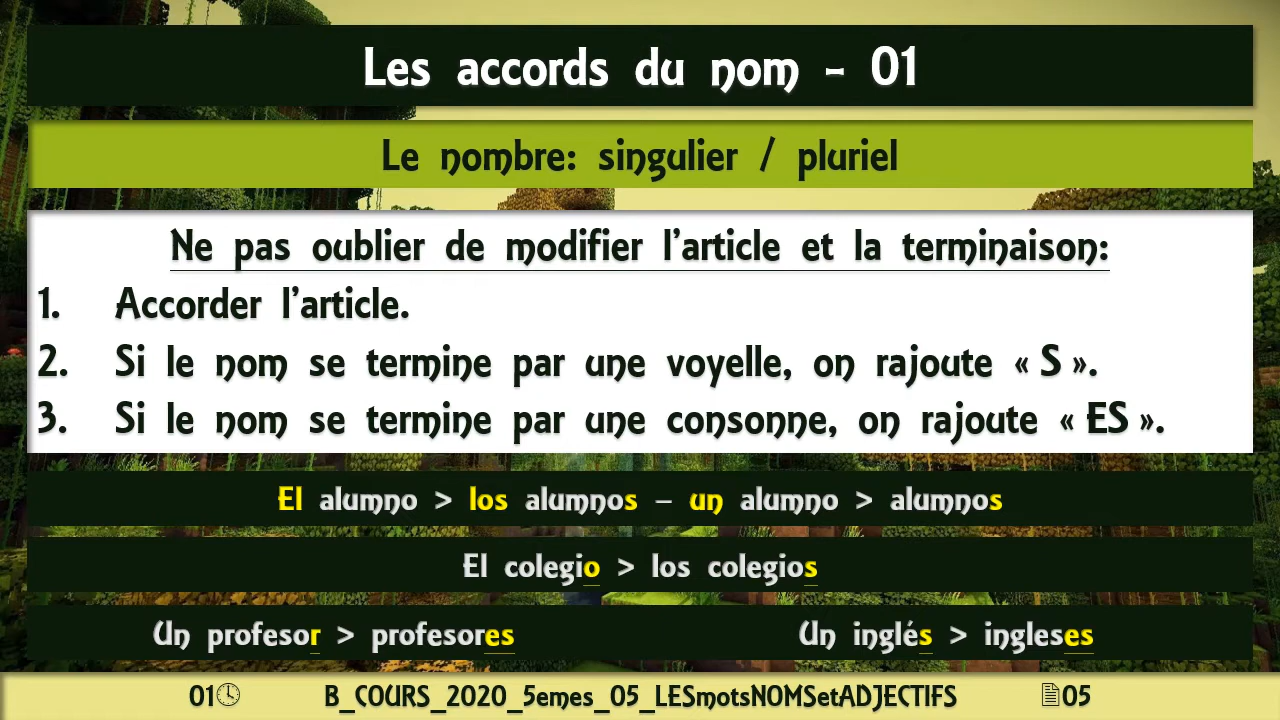 Les accords du nom - 01
Le nombre: singulier / pluriel
Ne pas oublier de modifier l’article et la terminaison:
1. Accorder l’article.
2. Si le nom se termine par une voyelle, on rajoute « S ».
3. Si le nom se termine par une consonne, on rajoute « ES ».
El alumno > los alumnos – un alumno > alumnos
El colegio > los colegios
Un profesor > profesores Un inglés > ingleses
01🕓 B_COURS_2020_5emes_05_LESmotsNOMSetADJECTIFS 🗎05